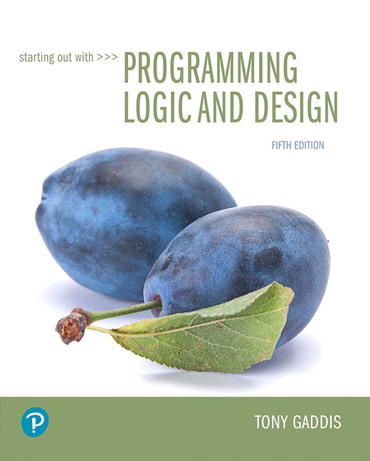 starting out with >>> PROGRAMMING
LOGIC AND DESIGN
FIFTH EDITION
P
TONY GADDIS